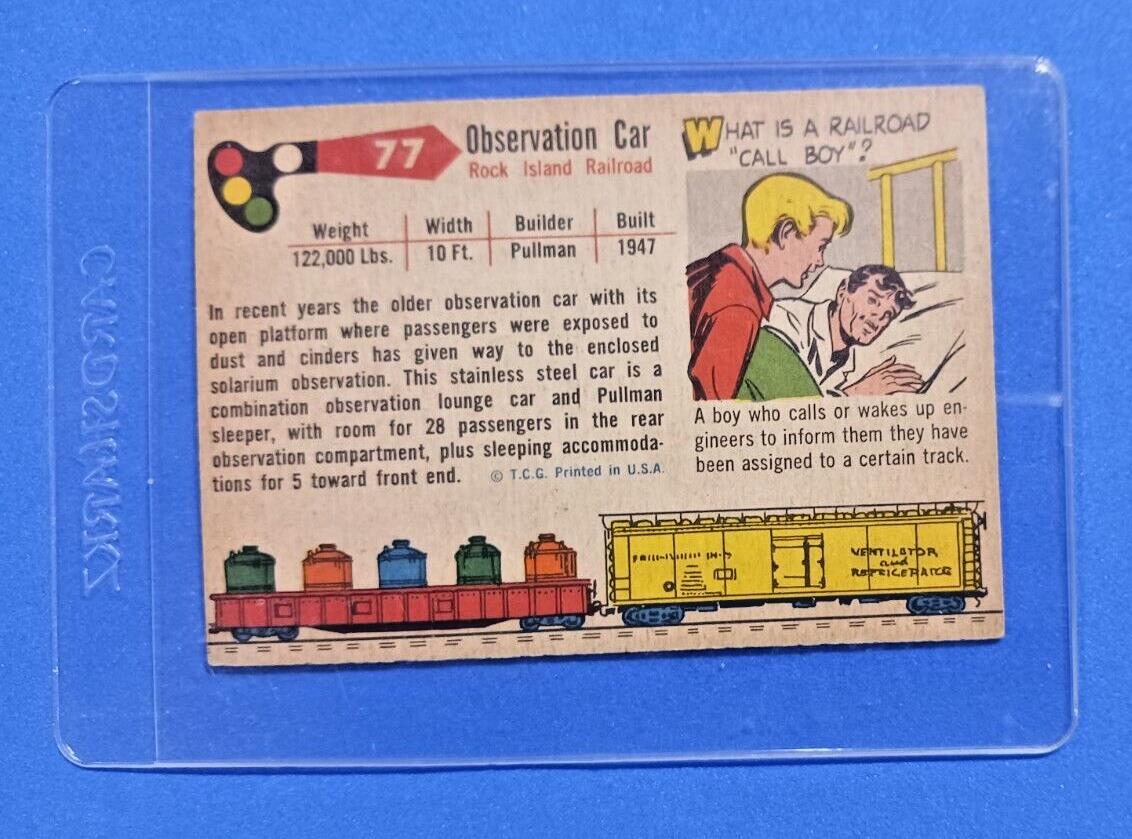 77
Observation Car
Rock Island Railroad
Weight Width Builder Built
122,000 Lbs. 10 Ft. Pullman 1947
In recent years the older observation car with its
open platform where passengers were exposed to
dust and cinders has given way to the enclosed
solarium observation. This stainless steel car is a
combination observation lounge car and Pullman
sleeper, with room for 28 passengers in the rear
observation compartment, plus sleeping accommoda-
tions for 5 toward front end. © T.C.G. Printed in U.S.A.
WHAT IS A RAILROAD
"CALL BOY"?
A boy who calls or wakes up en-
gineers to inform them they have
been assigned to a certain track.
VENTILATOR
and
REFRIGERATOR
CARDSHARKZ